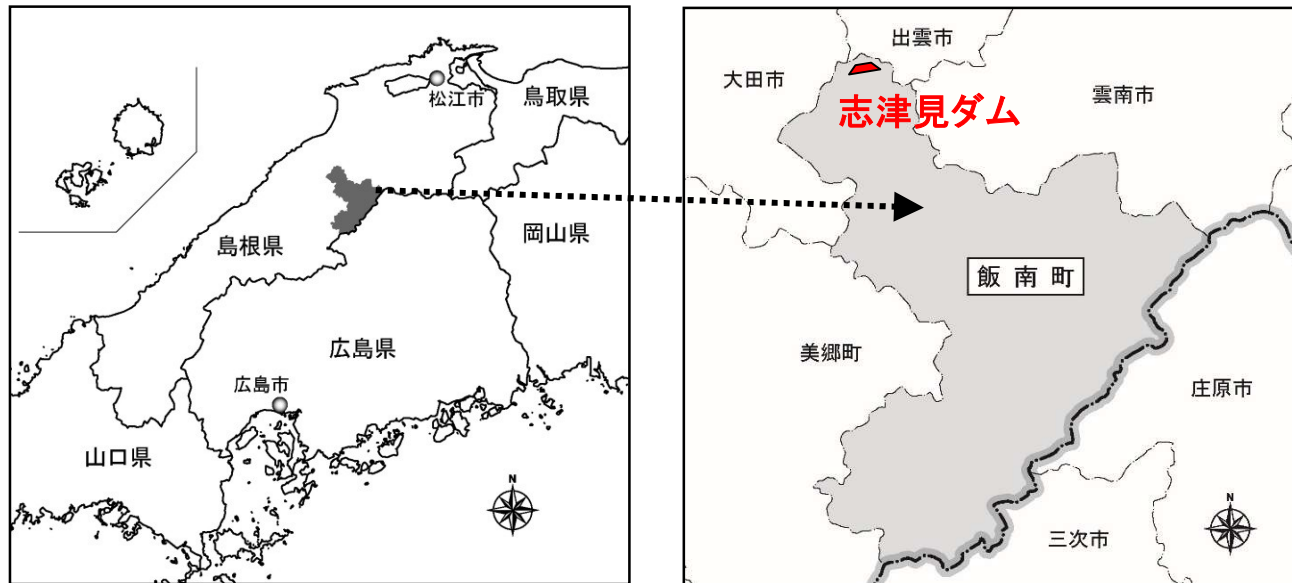 松江市
鳥取県
島根県
岡山県
広島県
広島市
山口県
N
出雲市
大田市
志津見ダム
雲南市
飯南町
美郷町
庄原市
三次市
N